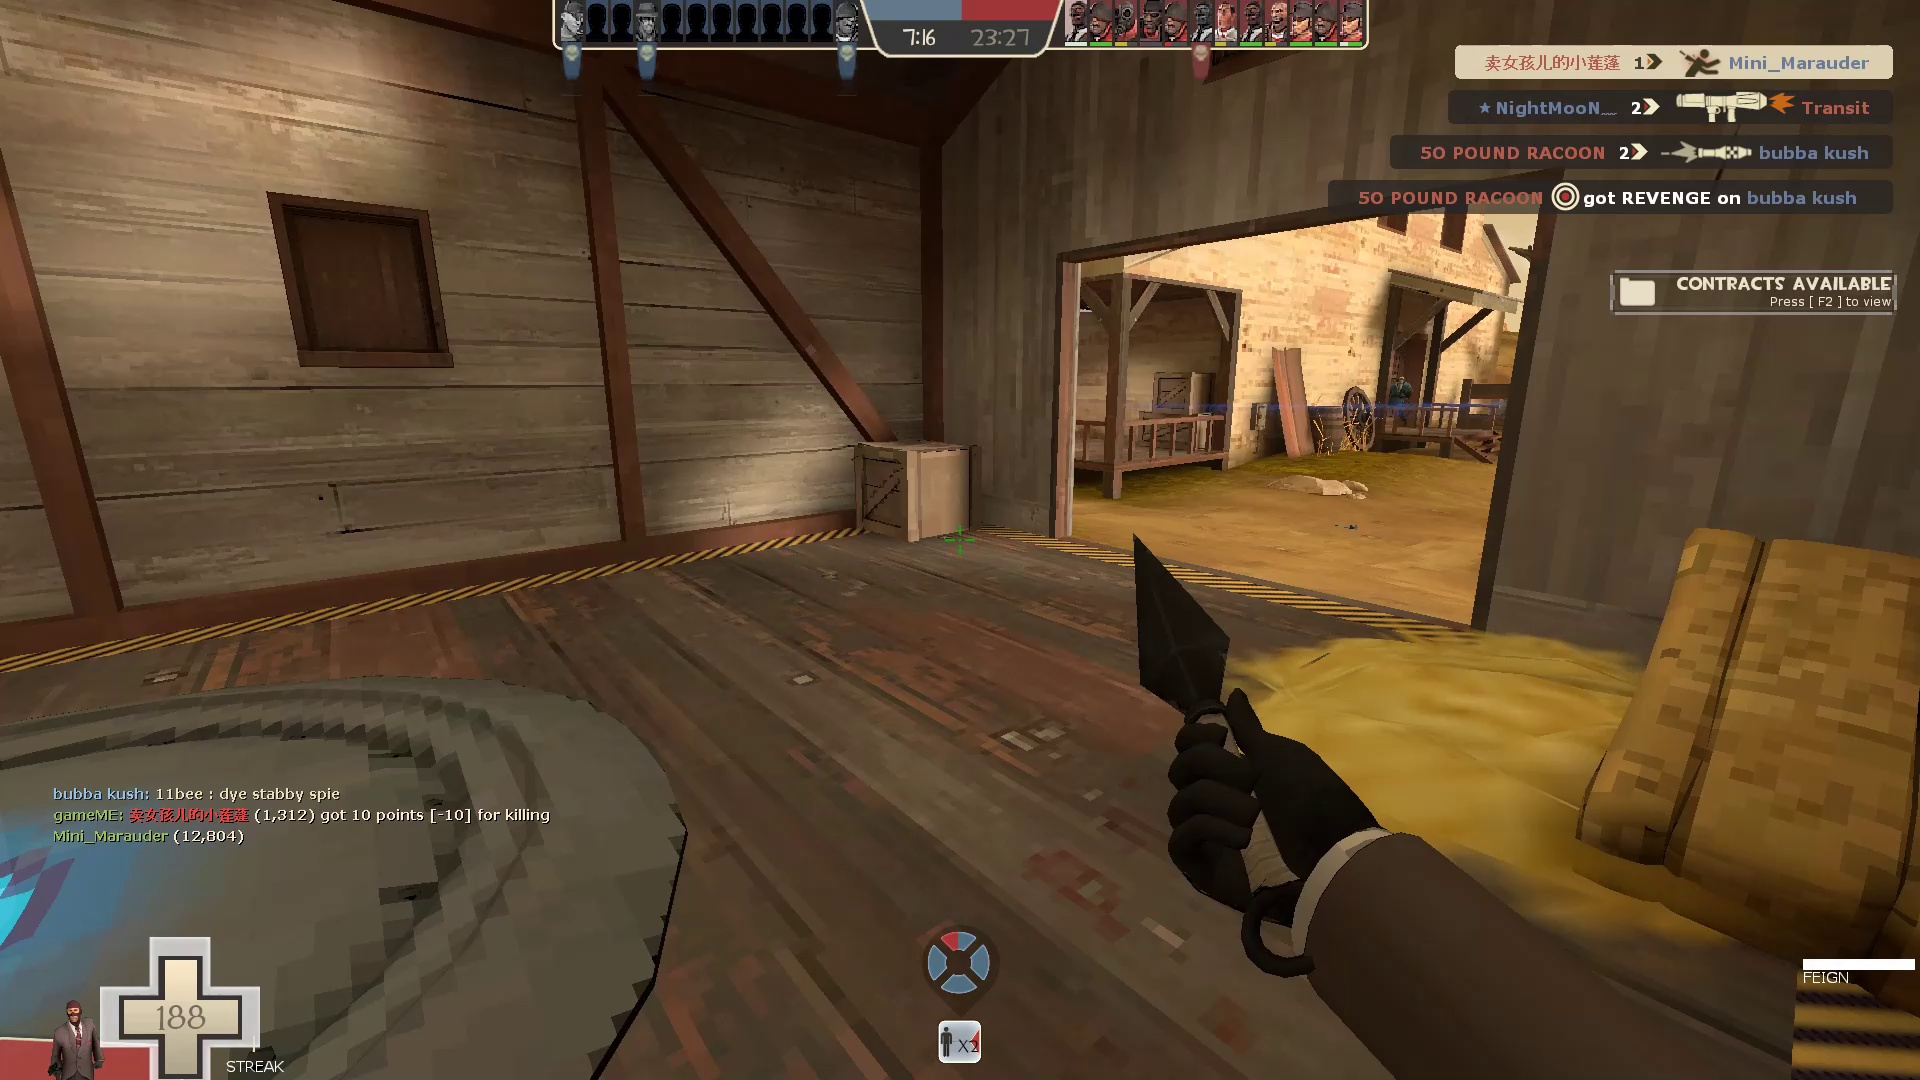 7:16 23:27
卖女孩儿的小莲蓬 1 Mini_Marauder
★ NightMooN__ 2 Transit
5O POUND RACOON 2 bubba kush
5O POUND RACOON got REVENGE on bubba kush
CONTRACTS AVAILABLE
Press [ F2 ] to view
bubba kush: 11bee : dye stabby spie
gameME: 卖女孩儿的小莲蓬 (1,312) got 10 points [-10] for killing
Mini_Marauder (12,804)
188
STREAK
X2
FEIGN